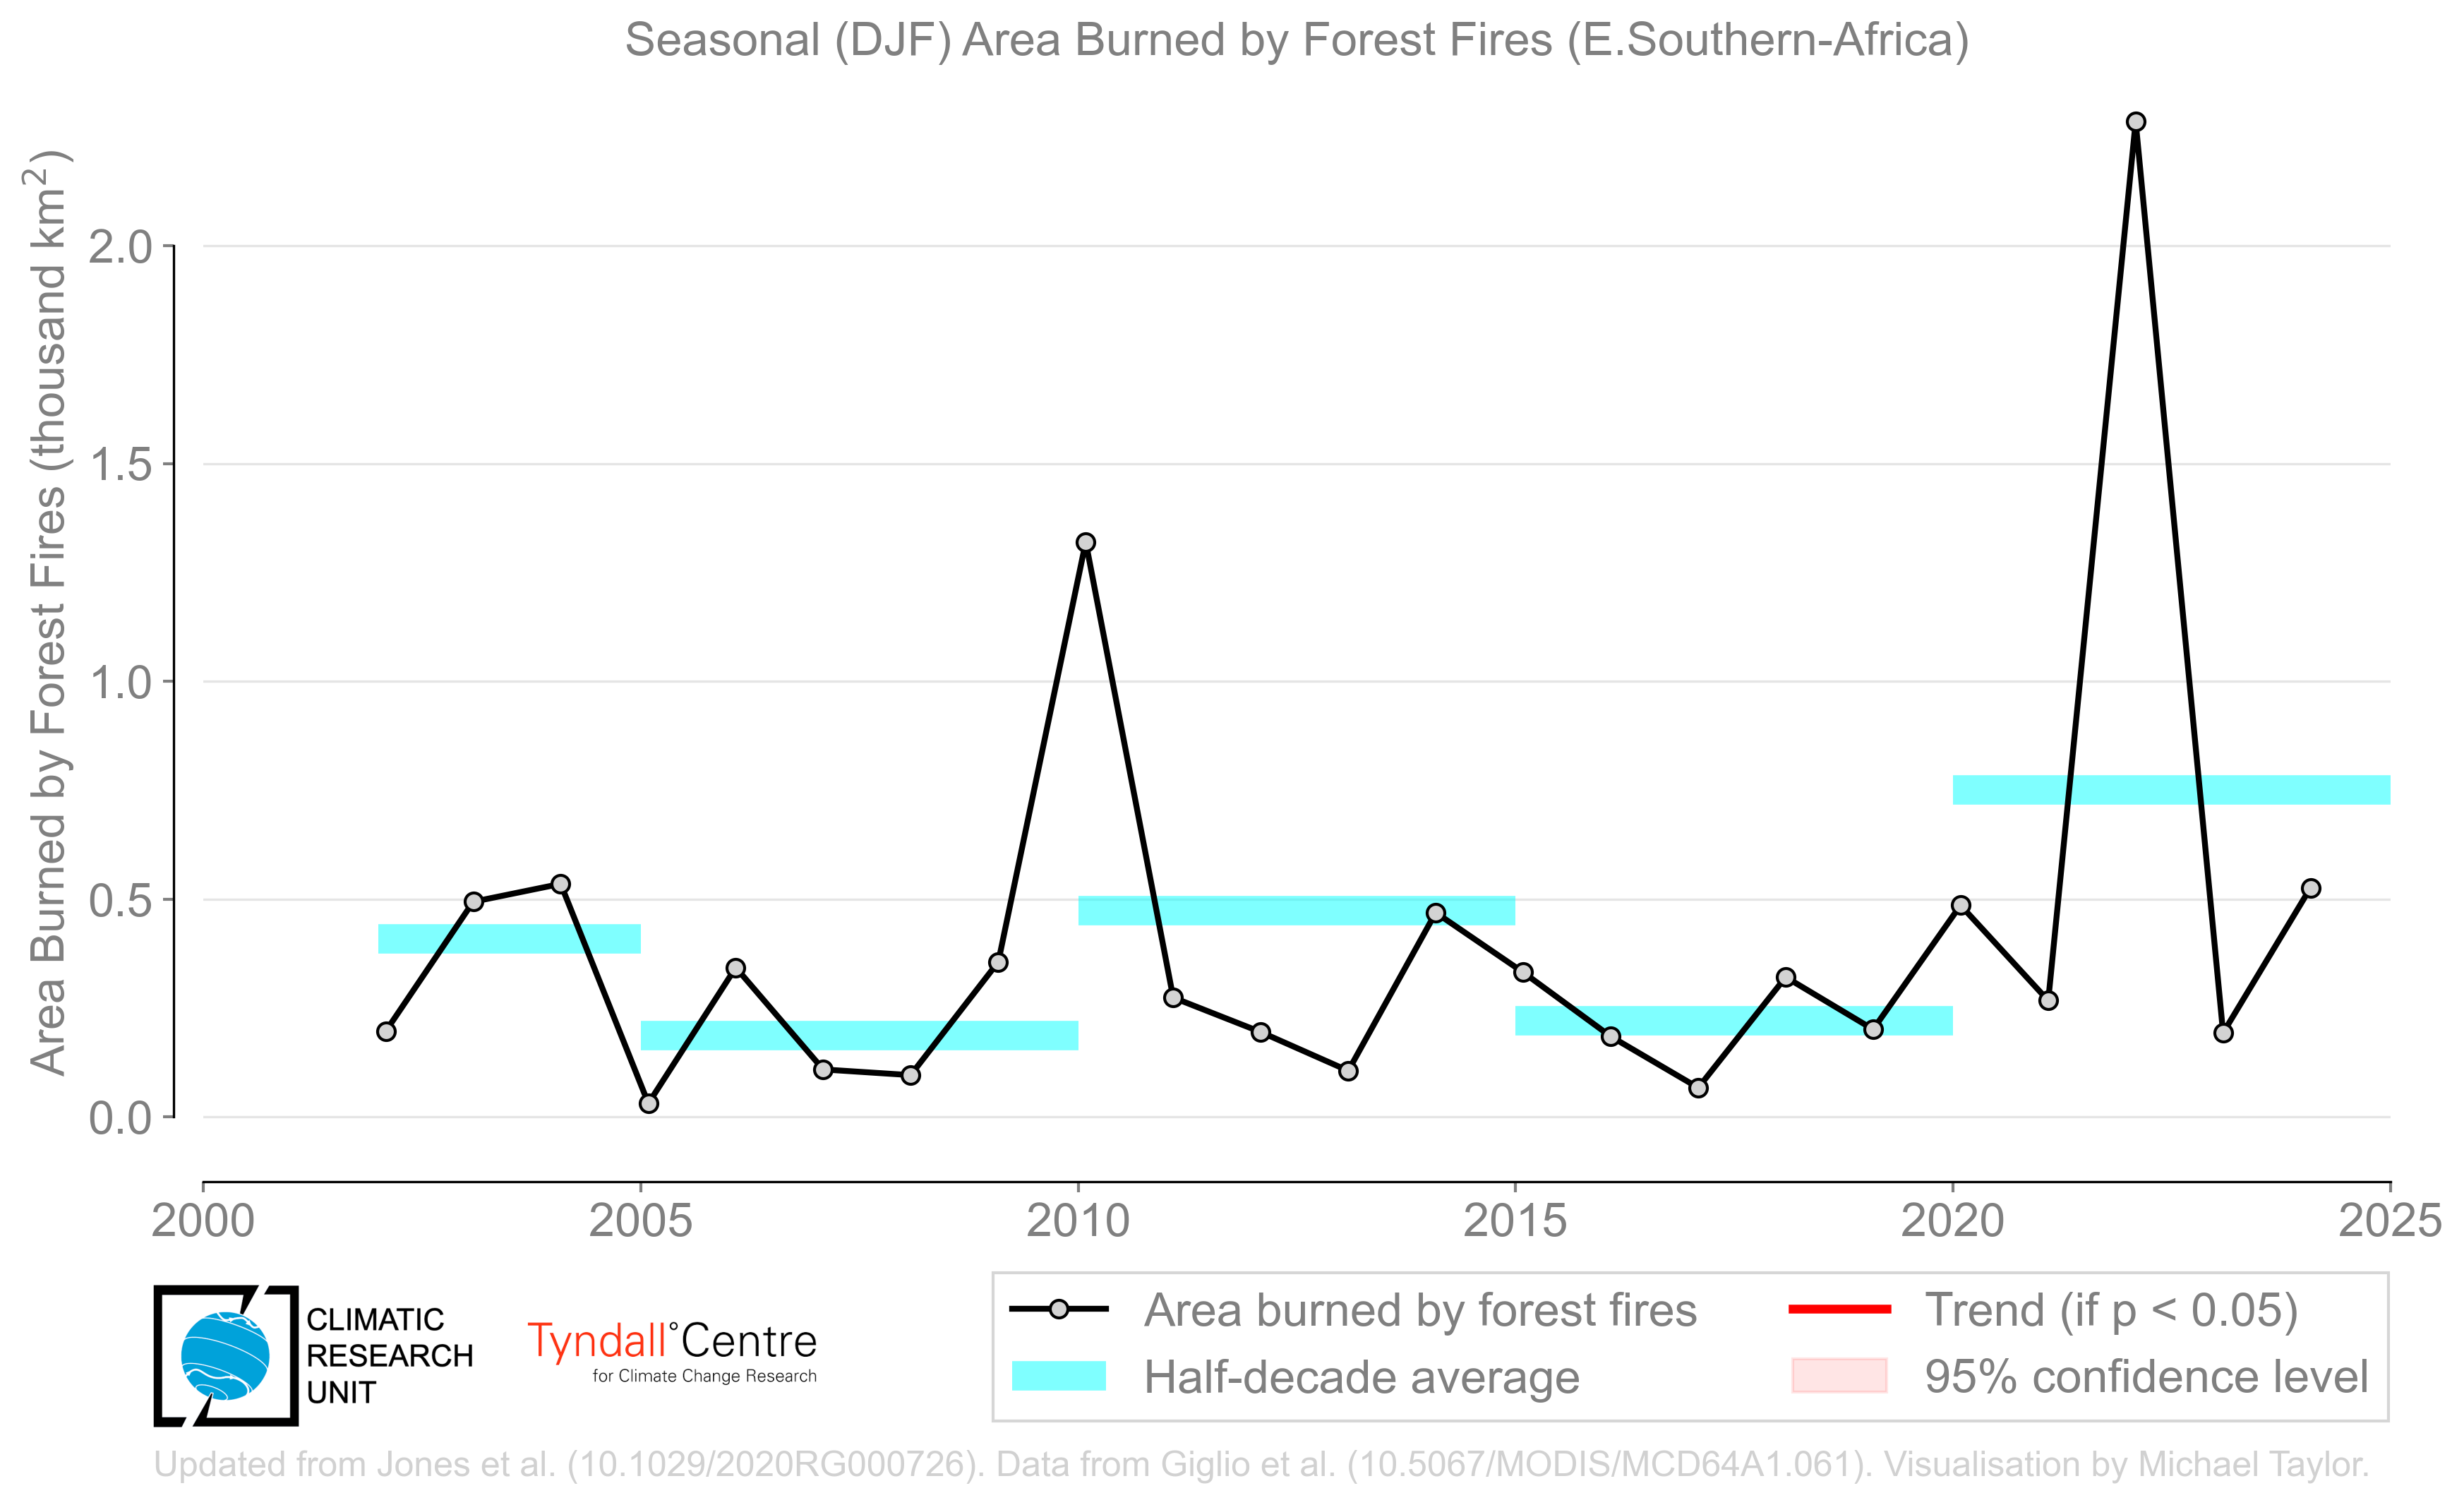 Seasonal (DJF) Area Burned by Forest Fires (E.Southern-Africa)
Area Burned by Forest Fires (thousand km²)
2.0
1.5
1.0
0.5
0.0
2000 2005 2010 2015 2020 2025
CLIMATIC
RESEARCH
UNIT
Tyndall°Centre
for Climate Change Research
Area burned by forest fires
Half-decade average
Trend (if p < 0.05)
95% confidence level
Updated from Jones et al. (10.1029/2020RG000726). Data from Giglio et al. (10.5067/MODIS/MCD64A1.061). Visualisation by Michael Taylor.